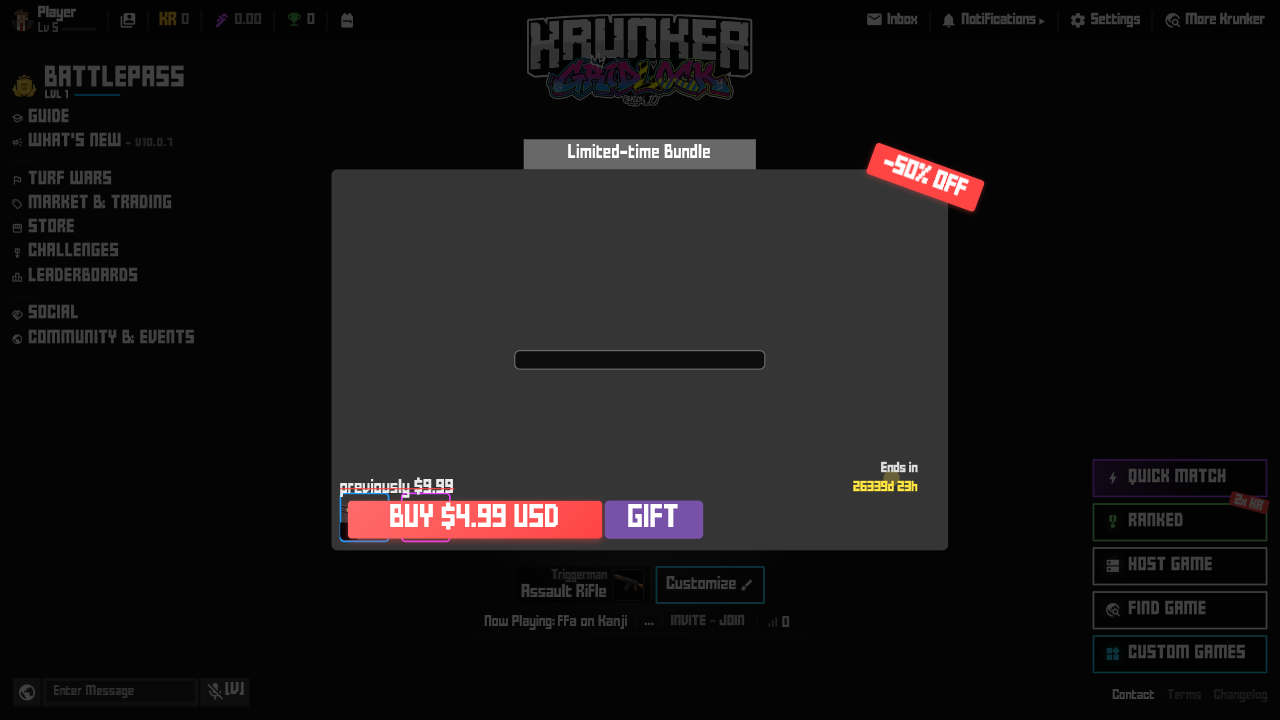 Player
Lv 5
KR 0
0.00
0
Inbox
Notifications ▸
Settings
More Krunker
KRUNKER
GRIDLOCK
BATTLEPASS
LVL 1
GUIDE
WHAT'S NEW - V10.0.7
TURF WARS
MARKET & TRADING
STORE
CHALLENGES
LEADERBOARDS
SOCIAL
COMMUNITY & EVENTS
Limited-time Bundle
-50% OFF
Ends in
26339d 23h
previously $9.99
BUY $4.99 USD
GIFT
Triggerman
Assault Rifle
Customize
Now Playing: FFA on Kanji
...
INVITE - JOIN
0
QUICK MATCH
2x KR
RANKED
HOST GAME
FIND GAME
CUSTOM GAMES
Enter Message
Contact
Terms
Changelog